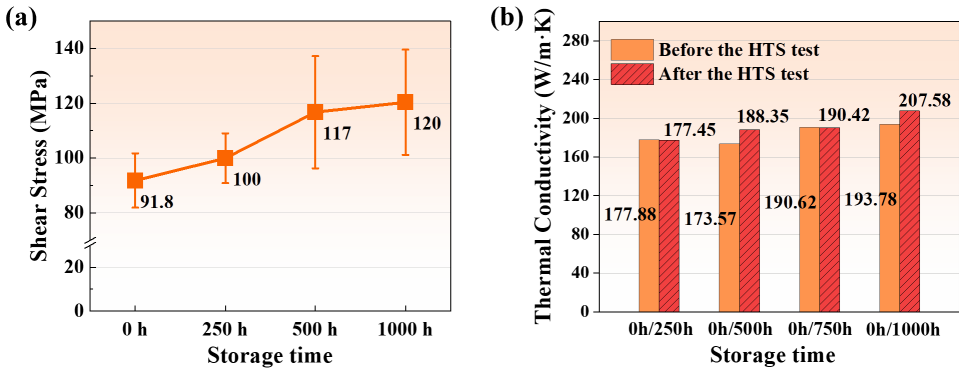 (a)
Shear Stress (MPa)
140
120
100
80
20
0
91.8
100
117
120
0 h
250 h
500 h
1000 h
Storage time
(b)
Thermal Conductivity (W/m·K)
280
240
200
160
120
80
40
0
Before the HTS test
After the HTS test
177.45
188.35
190.42
207.58
177.88
173.57
190.62
193.78
0h/250h
0h/500h
0h/750h
0h/1000h
Storage time